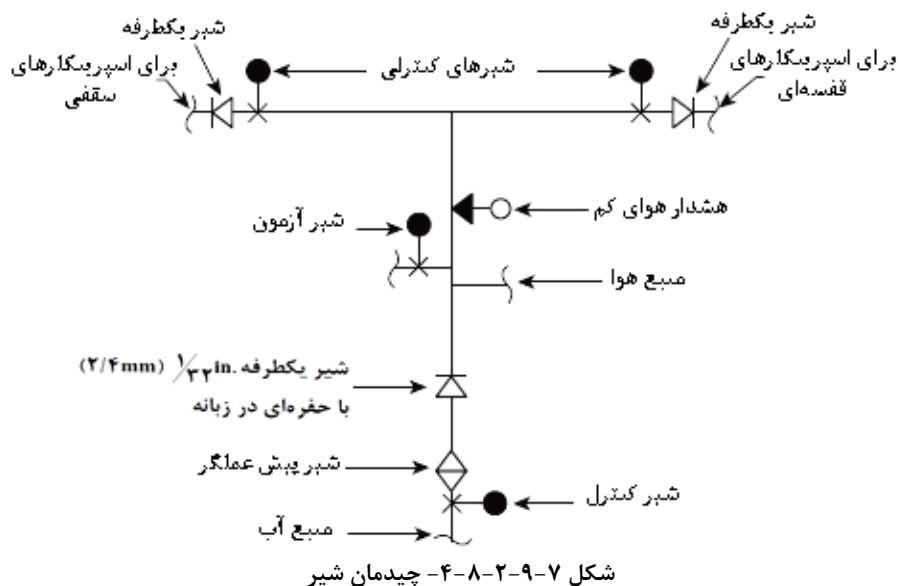 شیر یکطرفه
شیر یکطرفه
برای اسپرینکلرهای
سقفی
شیرهای کنترلی
برای اسپرینکلرهای
قفسه‌ای
هشدار هوای کم
شیر آزمون
منبع هوا
شیر یکطرفه .in ۱/۳۲ (۲/۴mm)
با حفره‌ای در زبانه
شیر پیش عملگر
شیر کنترل
منبع آب
شکل ۷-۹-۲-۸-۴- چیدمان شیر